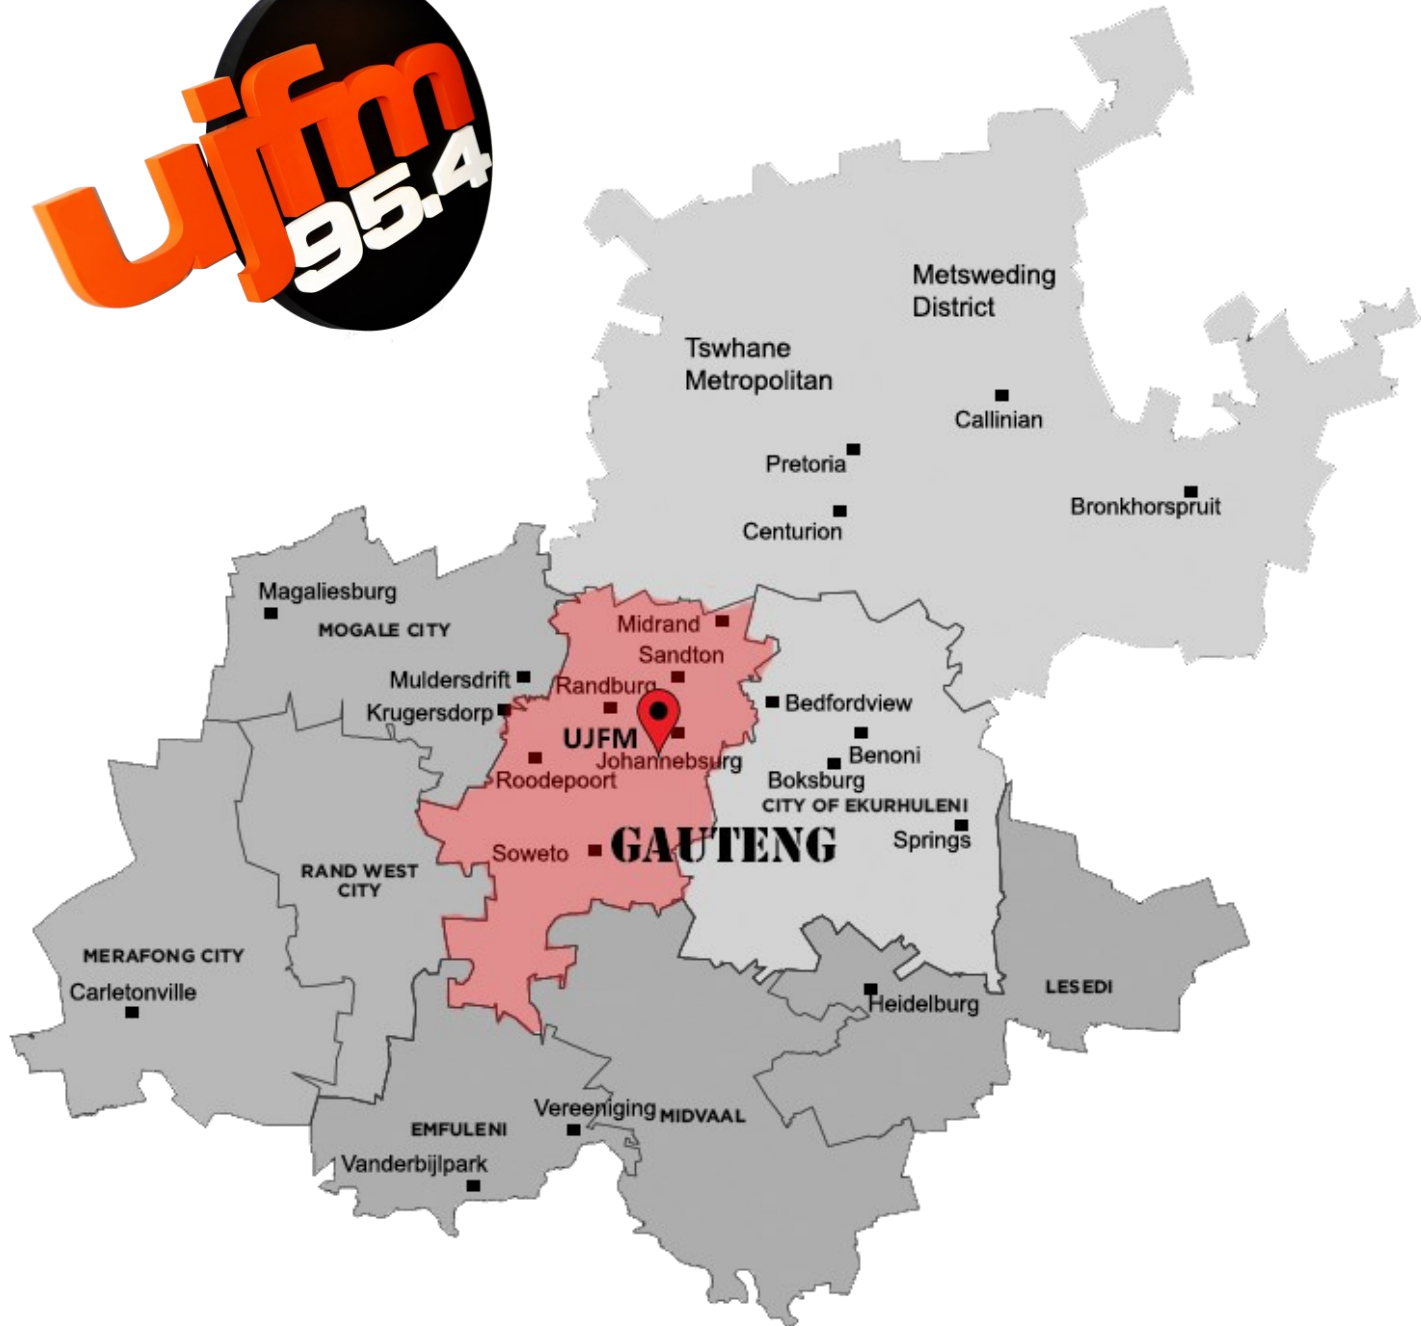 ujfm
95.4
Metsweding
District
Tswhane
Metropolitan
Callinian
Pretoria
Bronkhorspruit
Centurion
Magaliesburg
MOGALE CITY
Midrand
Sandton
Muldersdrift
Randburg
Krugersdorp
Bedfordview
UJFM
Johannebsurg
Benoni
Roodepoort
Boksburg
CITY OF EKURHULENI
Springs
Soweto
GAUTENG
RAND WEST
CITY
MERAFONG CITY
Carletonville
LESEDI
Heidelburg
Vereeniging
MIDVAAL
EMFULENI
Vanderbijlpark